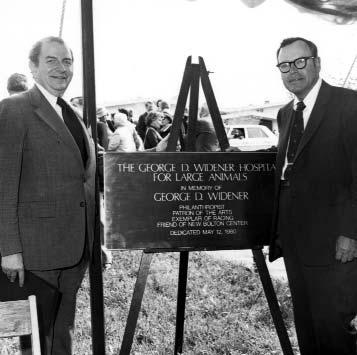 THE GEORGE D. WIDENER HOSPITAL
FOR LARGE ANIMALS
IN MEMORY OF
GEORGE D. WIDENER
PHILANTHROPIST
PATRON OF THE ARTS
EXEMPLAR OF RACING
FRIEND OF NEW BOLTON CENTER
DEDICATED MAY 12, 1980